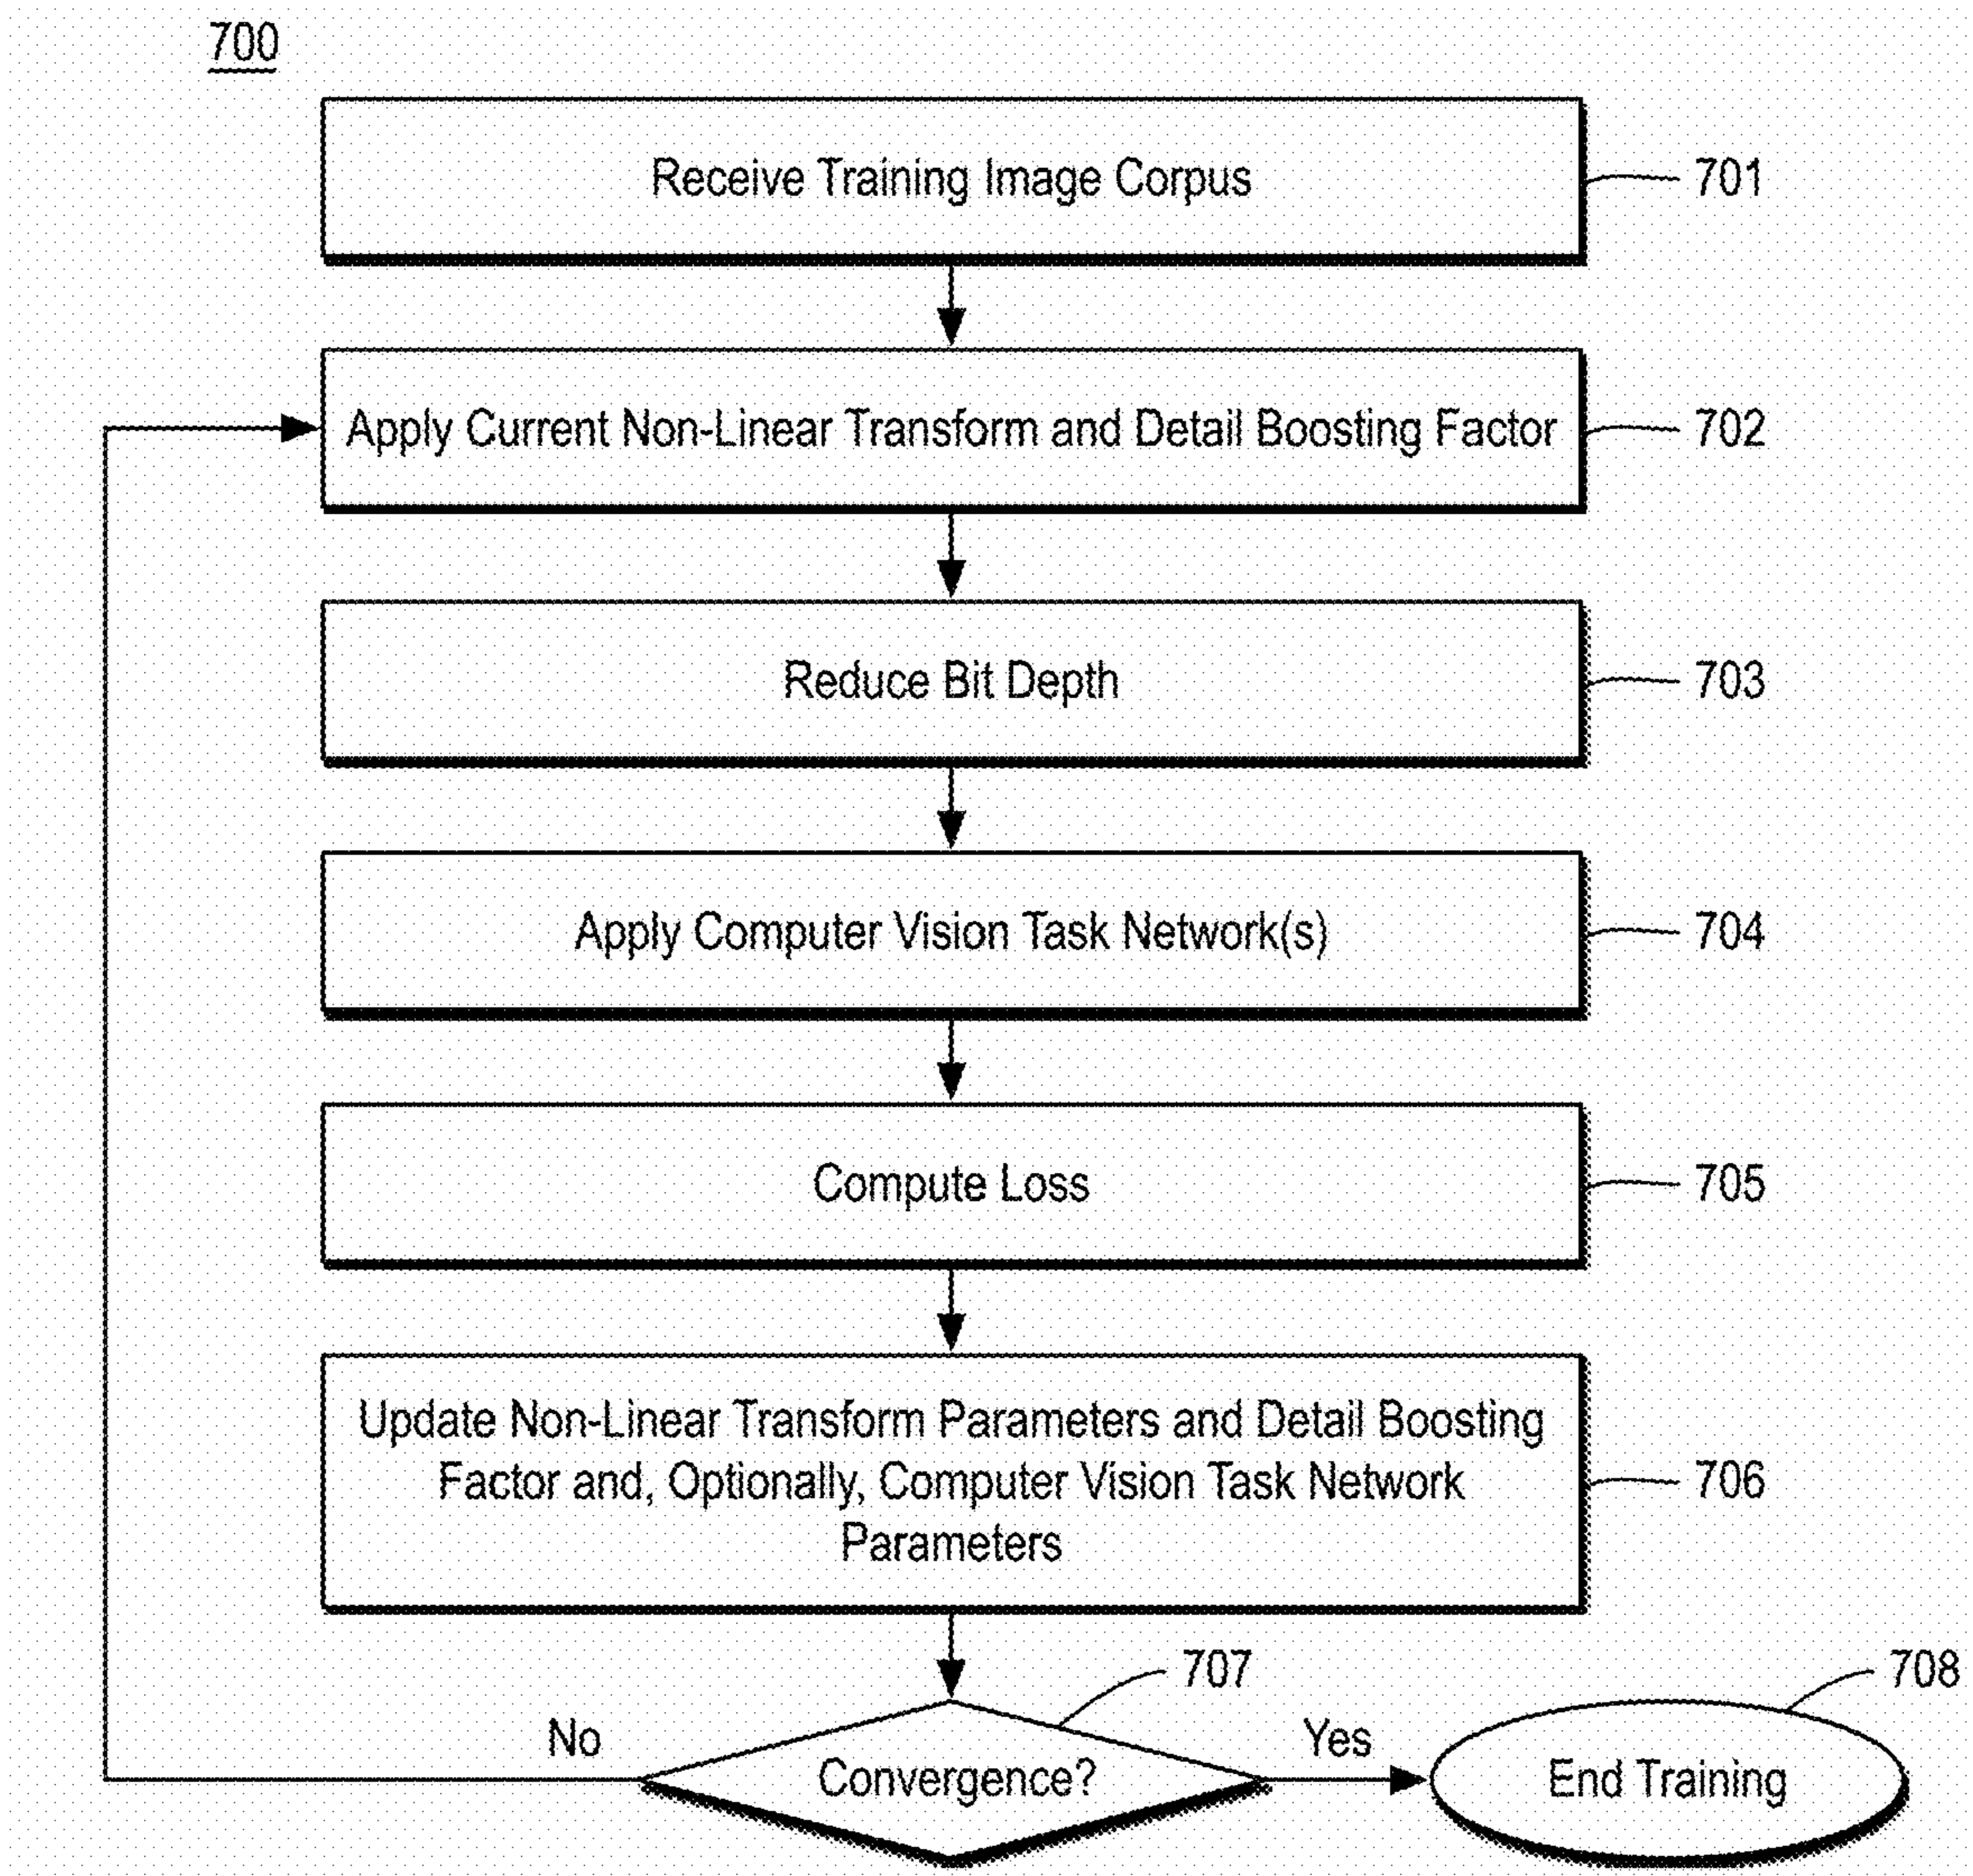 700
Receive Training Image Corpus
701
Apply Current Non-Linear Transform and Detail Boosting Factor
702
Reduce Bit Depth
703
Apply Computer Vision Task Network(s)
704
Compute Loss
705
Update Non-Linear Transform Parameters and Detail Boosting
Factor and, Optionally, Computer Vision Task Network
Parameters
706
707
708
No
Convergence?
Yes
End Training